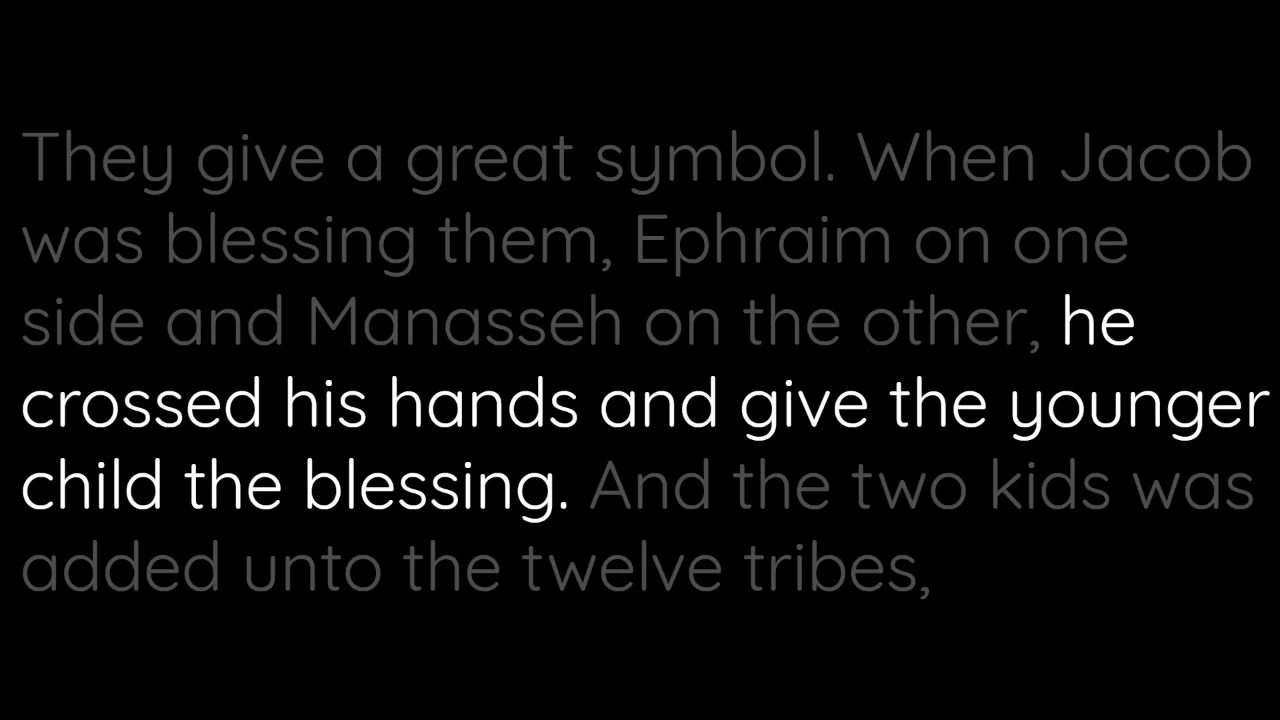 They give a great symbol. When Jacob
was blessing them, Ephraim on one
side and Manasseh on the other, he
crossed his hands and give the younger
child the blessing. And the two kids was
added unto the twelve tribes,